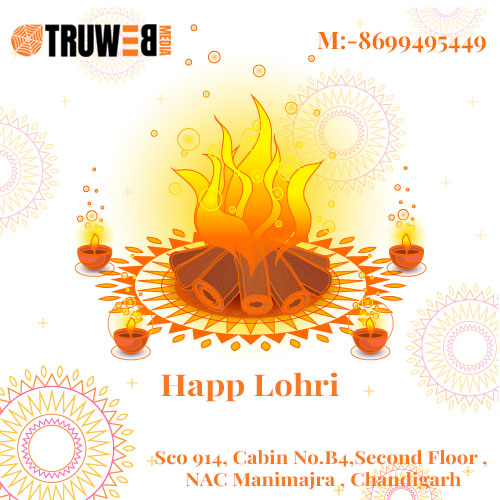 TRUWEB MEDIA
M:-8699495449
Happ Lohri
Sco 914, Cabin No.B4,Second Floor ,
NAC Manimajra , Chandigarh